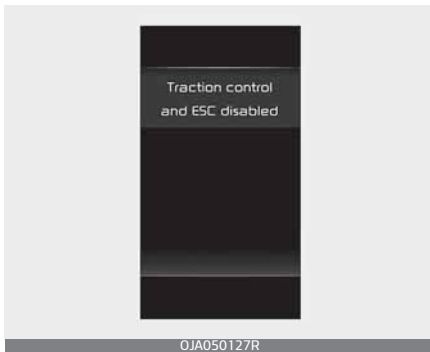 Traction control
and ESC disabled
OJA050127R